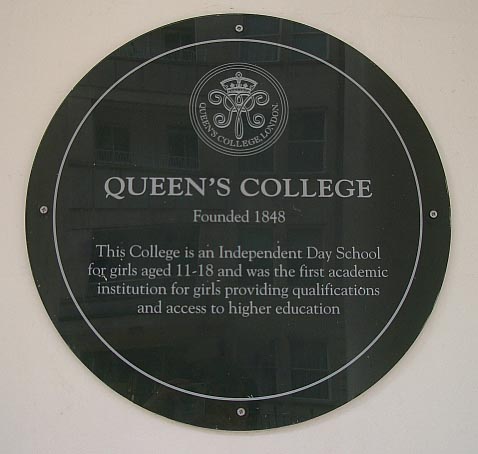 QUEEN'S COLLEGE, LONDON.
QUEEN'S COLLEGE
Founded 1848
This College is an Independent Day School
for girls aged 11-18 and was the first academic
institution for girls providing qualifications
and access to higher education